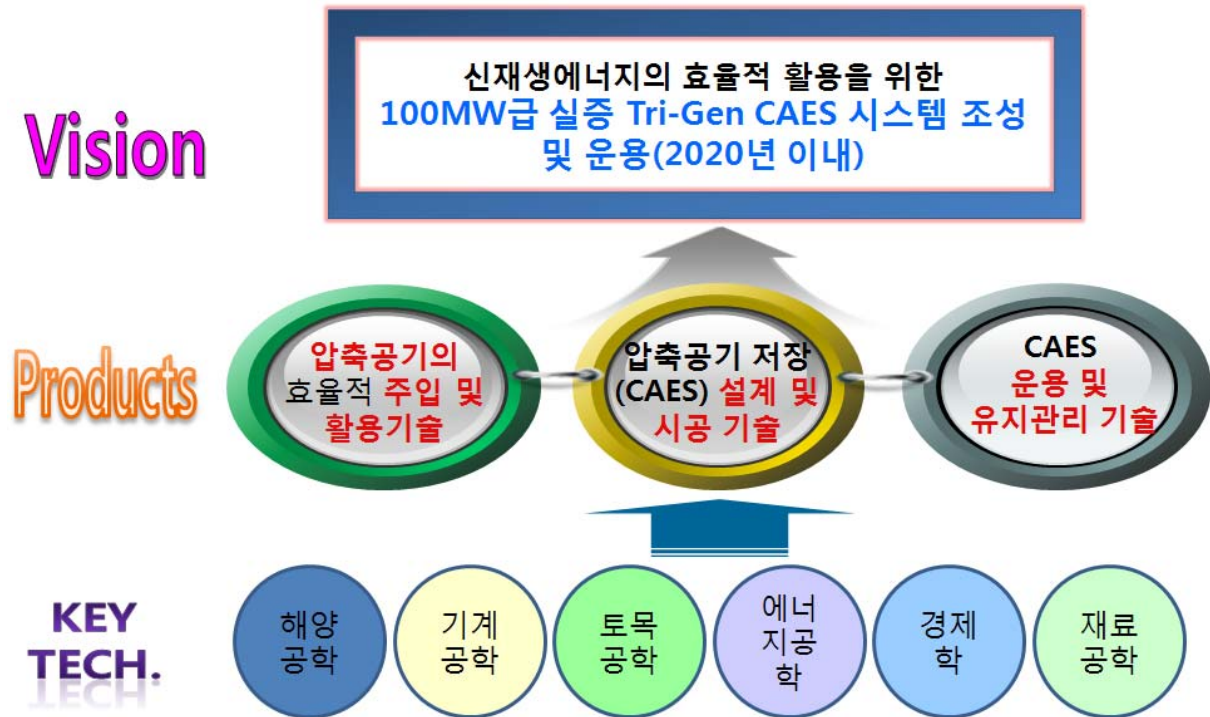 Vision
신재생에너지의 효율적 활용을 위한
100MW급 실증 Tri-Gen CAES 시스템 조성
및 운용(2020년 이내)
Products
압축공기의
효율적 주입 및
활용기술
압축공기 저장
(CAES) 설계 및
시공 기술
CAES
운용 및
유지관리 기술
KEY
TECH.
해양
공학
기계
공학
토목
공학
에너
지공
학
경제
학
재료
공학